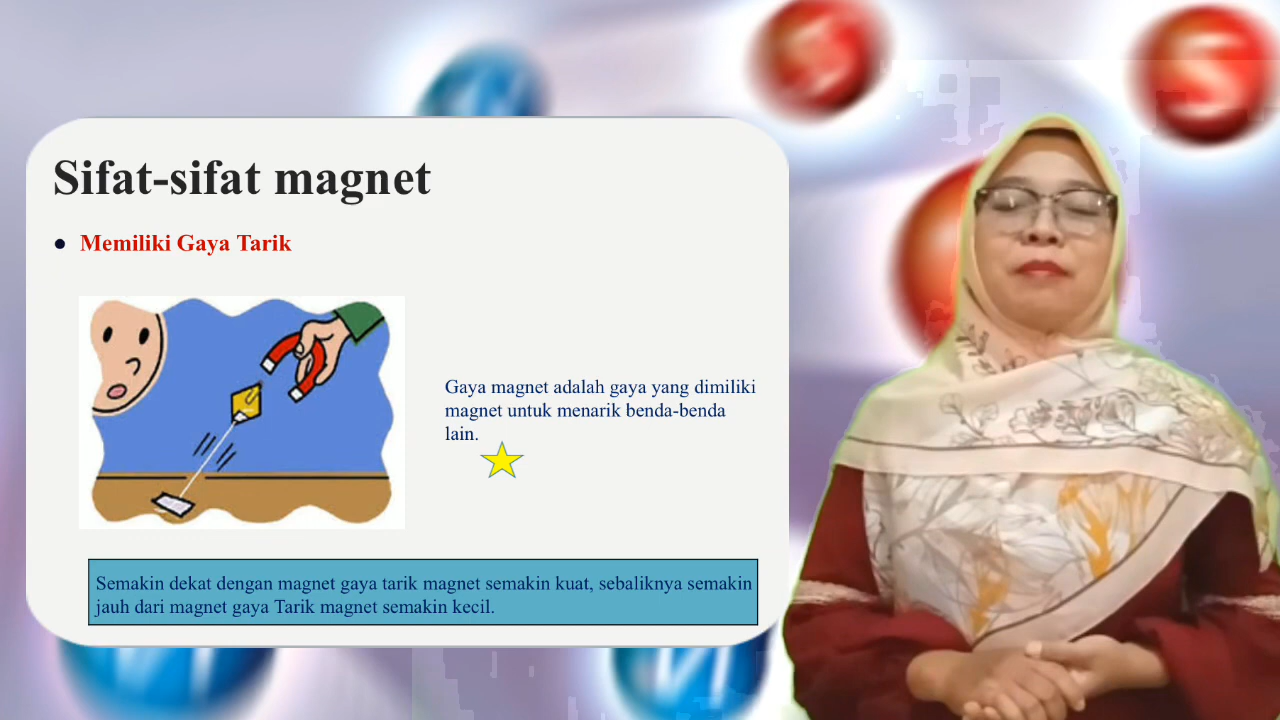 Sifat-sifat magnet
● Memiliki Gaya Tarik
Gaya magnet adalah gaya yang dimiliki
magnet untuk menarik benda-benda
lain.
Semakin dekat dengan magnet gaya tarik magnet semakin kuat, sebaliknya semakin
jauh dari magnet gaya Tarik magnet semakin kecil.
N
S
S
N
N